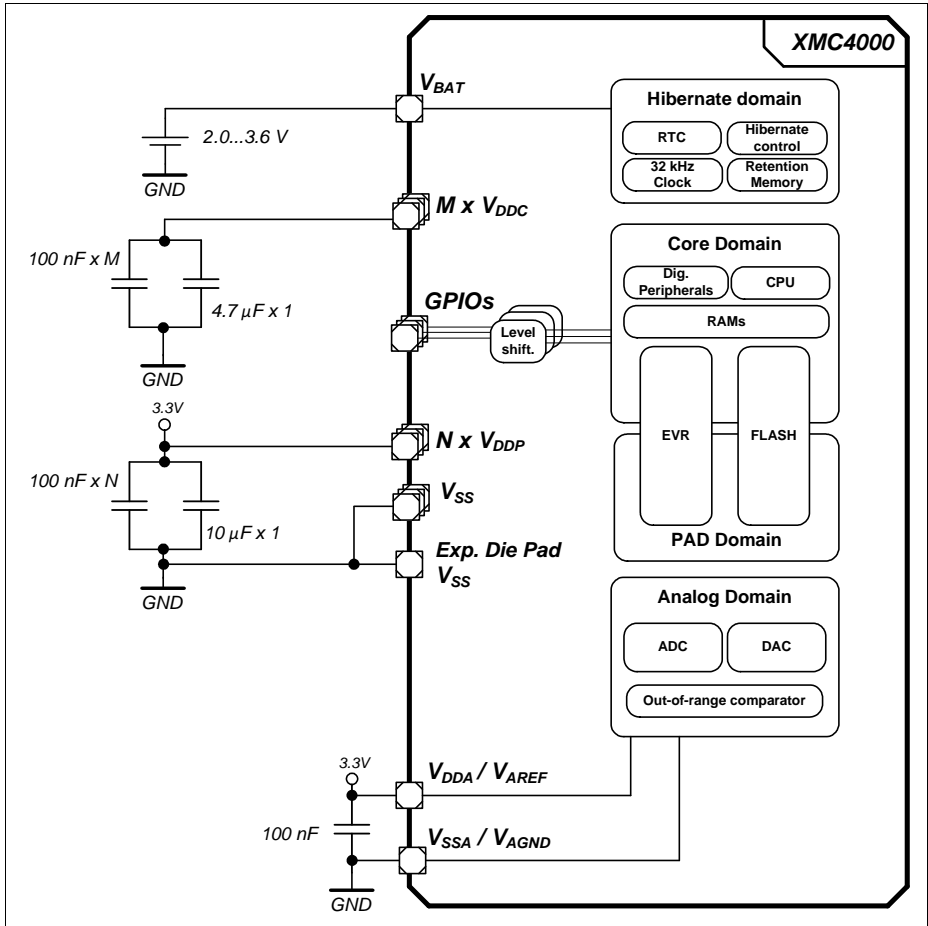 XMC4000
VBAT
2.0...3.6 V
GND
Hibernate domain
RTC
Hibernate
control
32 kHz
Clock
Retention
Memory
M x VDDC
100 nF x M
4.7 µF x 1
GND
GPIOs
Level
shift.
Core Domain
Dig.
Peripherals
CPU
RAMs
EVR
FLASH
PAD Domain
3.3V
N x VDDP
100 nF x N
10 µF x 1
VSS
Exp. Die Pad
VSS
GND
Analog Domain
ADC
DAC
Out-of-range comparator
3.3V
VDDA / VAREF
100 nF
VSSA / VAGND
GND